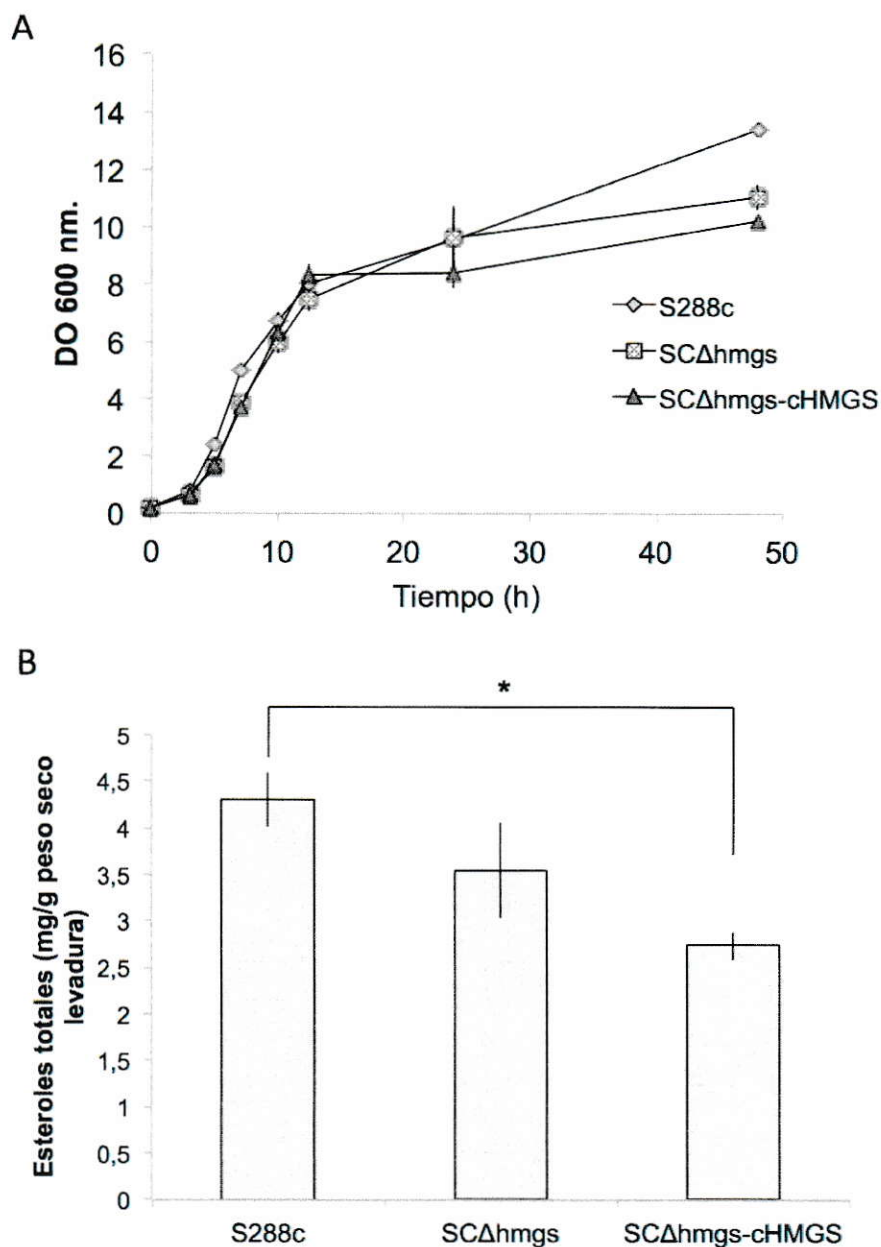 A
16
14
12
10
8
6
4
2
0
DO 600 nm.
0 10 20 30 40 50
Tiempo (h)
S288c
SCΔhmgs
SCΔhmgs-cHMGS
B
*
5
4,5
4
3,5
3
2,5
2
1,5
1
0,5
0
Esteroles totales (mg/g peso seco
levadura)
S288c SCΔhmgs SCΔhmgs-cHMGS